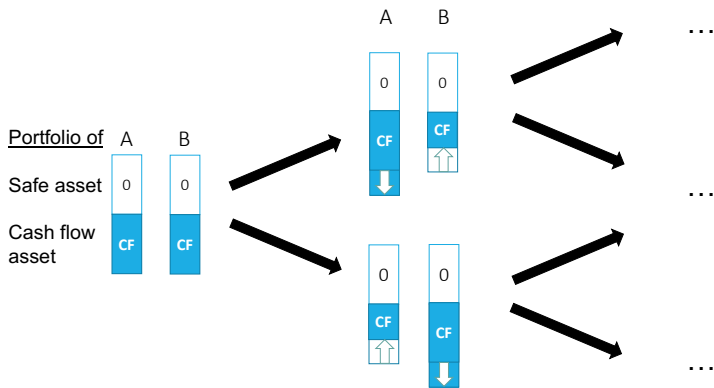 A B
...
0 0
CF CF
Portfolio of A B
Safe asset 0 0
...
Cash flow
asset CF CF
0 0
CF CF
...